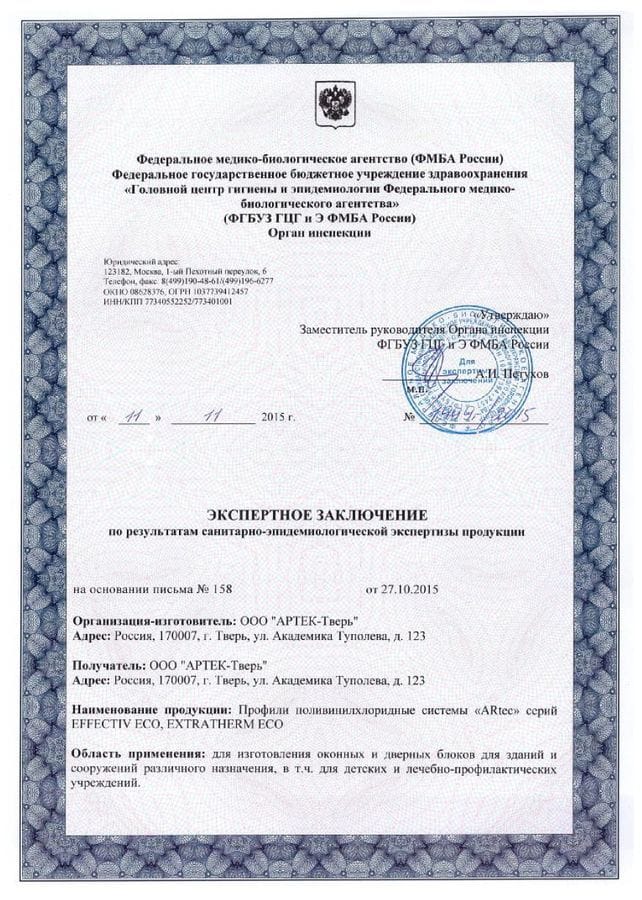 Федеральное медико-биологическое агентство (ФМБА России)
Федеральное государственное бюджетное учреждение здравоохранения
«Головной центр гигиены и эпидемиологии Федерального медико-
биологического агентства»
(ФГБУЗ ГЦГ и Э ФМБА России)
Орган инспекции
Юридический адрес:
123182, Москва, 1-ый Пехотный переулок, 6
Телефон, факс: 8(499)190-48-61/(499)196-6277
ОКПО 08628376, ОГРН 1037739412457
ИНН/КПП 77340552252/773401001
«Утверждаю»
Заместитель руководителя Органа инспекции
ФГБУЗ ГЦГ и Э ФМБА России
А.И. Петухов
м.п.
Для
экспертных
заключений
от « 11 » 11 2015 г.
№
ЭКСПЕРТНОЕ ЗАКЛЮЧЕНИЕ
по результатам санитарно-эпидемиологической экспертизы продукции
на основании письма № 158 от 27.10.2015
Организация-изготовитель: ООО "АРТЕК-Тверь"
Адрес: Россия, 170007, г. Тверь, ул. Академика Туполева, д. 123
Получатель: ООО "АРТЕК-Тверь"
Адрес: Россия, 170007, г. Тверь, ул. Академика Туполева, д. 123
Наименование продукции: Профили поливинилхлоридные системы «ARtec» серий
EFFECTIV ECO, EXTRATHERM ECO
Область применения: для изготовления оконных и дверных блоков для зданий и
сооружений различного назначения, в т.ч. для детских и лечебно-профилактических
учреждений.